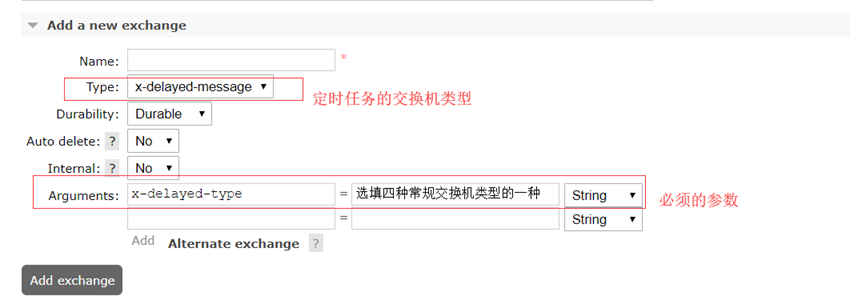 Add a new exchange
Name: *
Type: x-delayed-message
定时任务的交换机类型
Durability: Durable
Auto delete: ? No
Internal: ? No
Arguments: x-delayed-type = 选填四种常规交换机类型的一种 String
必须的参数
= String
Add Alternate exchange ?
Add exchange